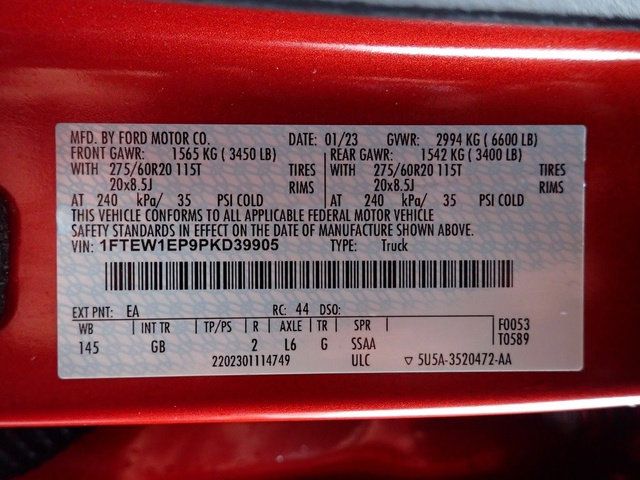 MFD. BY FORD MOTOR CO. DATE: 01/23 GVWR: 2994 KG ( 6600 LB)
FRONT GAWR: 1565 KG ( 3450 LB) REAR GAWR: 1542 KG ( 3400 LB)
WITH 275/60R20 115T TIRES WITH 275/60R20 115T TIRES
20x8.5J RIMS 20x8.5J RIMS
AT 240 kPa/ 35 PSI COLD AT 240 kPa/ 35 PSI COLD
THIS VEHICLE CONFORMS TO ALL APPLICABLE FEDERAL MOTOR VEHICLE
SAFETY STANDARDS IN EFFECT ON THE DATE OF MANUFACTURE SHOWN ABOVE.
VIN: 1FTEW1EP9PKD39905 TYPE: Truck
EXT PNT: EA RC: 44 DSO:
WB INT TR TP/PS R AXLE TR SPR F0053
145 GB 2 L6 G SSAA T0589
2202301114749 ULC ▽ 5U5A-3520472-AA